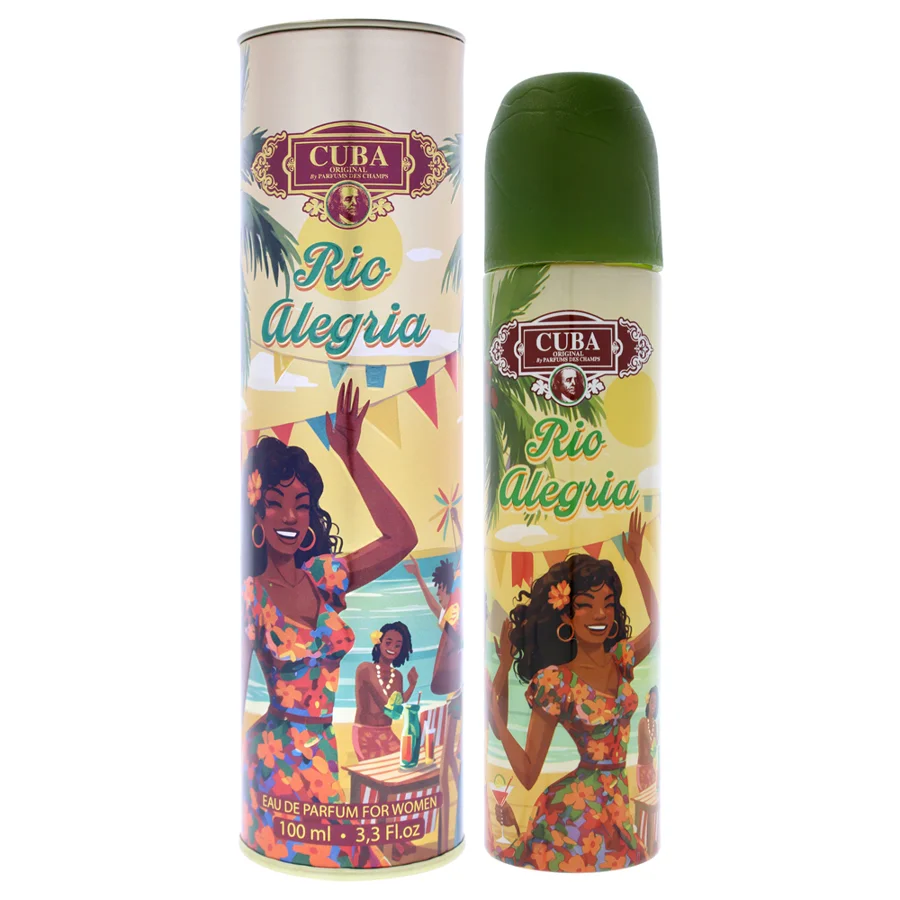 CUBA
ORIGINAL
By PARFUMS DES CHAMPS
Rio
Alegria
EAU DE PARFUM FOR WOMEN
100 ml • 3,3 Fl.oz
CUBA
ORIGINAL
By PARFUMS DES CHAMPS
Rio
Alegria